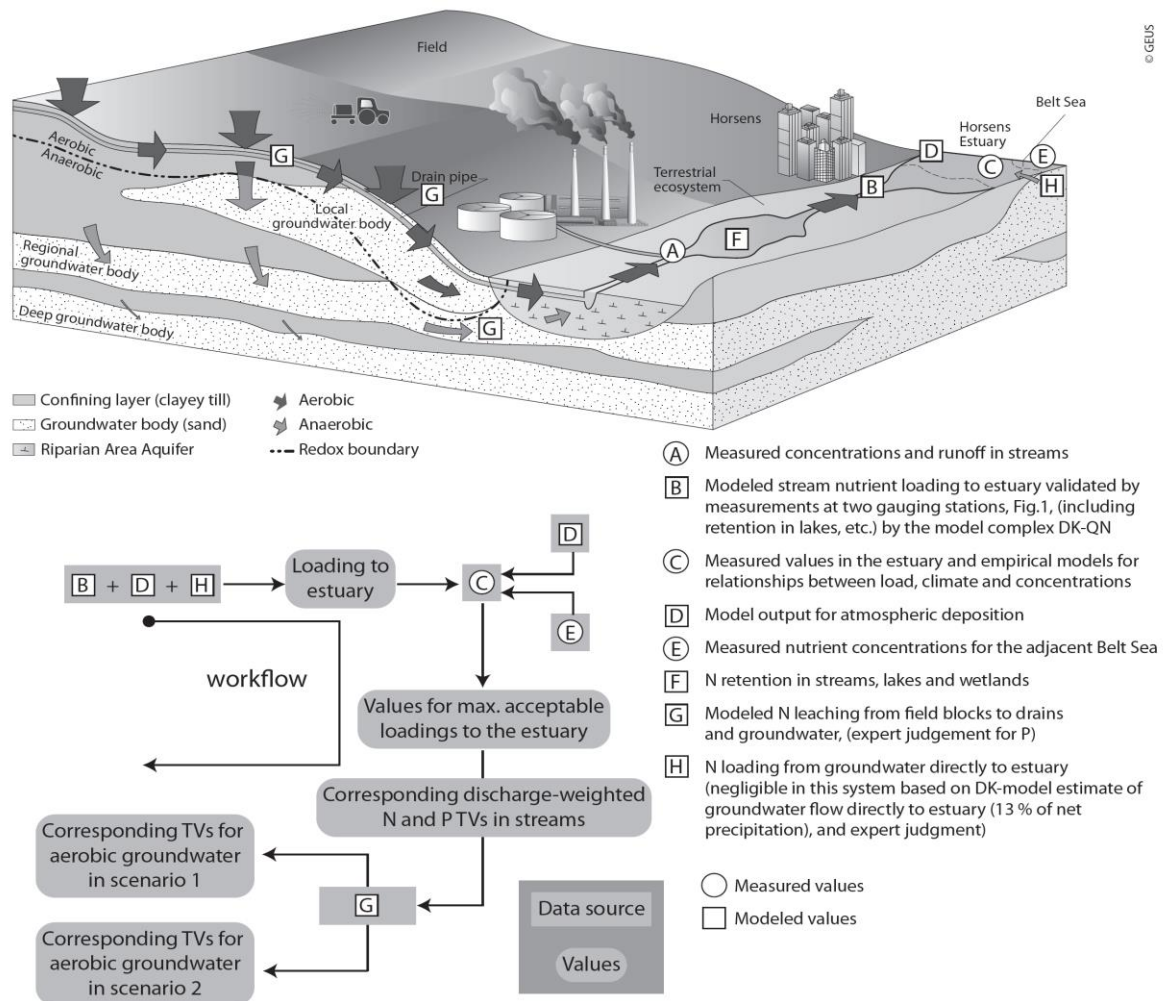 © GEUS
Field
Belt Sea
Horsens
Horsens
Estuary
Aerobic
Anaerobic
G
D
C
E
H
Drain pipe
G
Terrestrial
ecosystem
B
Local
groundwater
body
A
F
Regional
groundwater body
Deep groundwater body
G
Confining layer (clayey till)
Groundwater body (sand)
Riparian Area Aquifer
Aerobic
Anaerobic
Redox boundary
A Measured concentrations and runoff in streams
B Modeled stream nutrient loading to estuary validated by
measurements at two gauging stations, Fig.1, (including
retention in lakes, etc.) by the model complex DK-QN
C Measured values in the estuary and empirical models for
relationships between load, climate and concentrations
D Model output for atmospheric deposition
E Measured nutrient concentrations for the adjacent Belt Sea
F N retention in streams, lakes and wetlands
G Modeled N leaching from field blocks to drains
and groundwater, (expert judgement for P)
H N loading from groundwater directly to estuary
(negligible in this system based on DK-model estimate of
groundwater flow directly to estuary (13 % of net
precipitation), and expert judgment)
Measured values
Modeled values
B + D + H
Loading to
estuary
C
D
E
workflow
Values for max. acceptable
loadings to the estuary
Corresponding discharge-weighted
N and P TVs in streams
Corresponding TVs for
aerobic groundwater
in scenario 1
G
Corresponding TVs for
aerobic groundwater
in scenario 2
Data source
Values